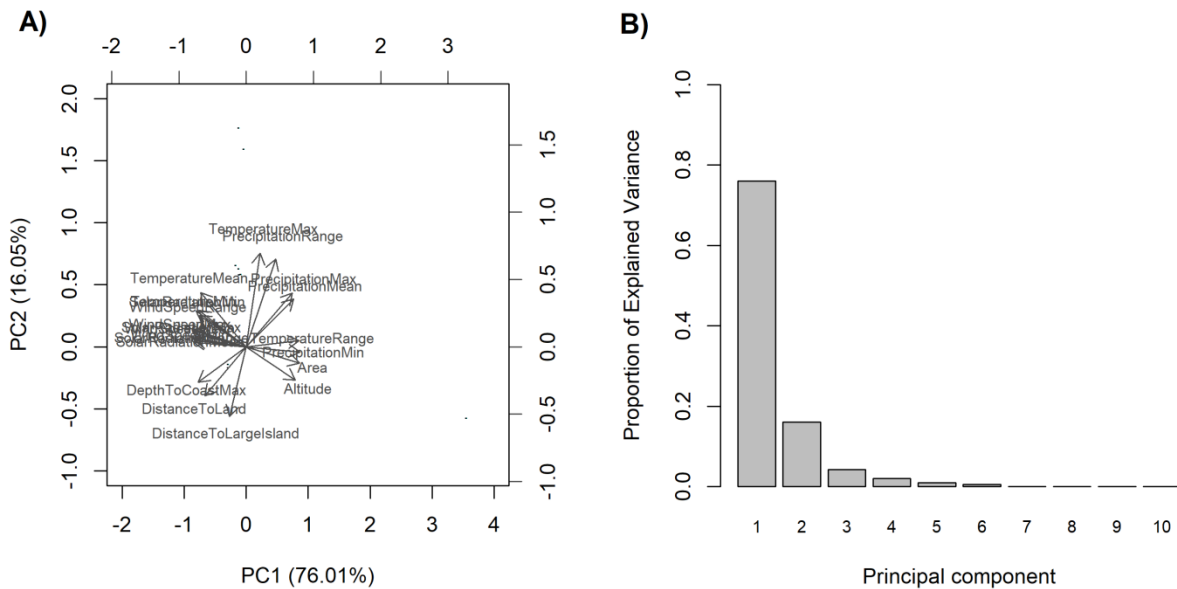 A)
-2 -1 0 1 2 3
2.0
1.5
1.0
0.5
0.0
-0.5
-1.0
PC2 (16.05%)
1.5
1.0
0.5
0.0
-0.5
-1.0
TemperatureMax
PrecipitationRange
TemperatureMean
PrecipitationMax
PrecipitationMean
WindSpeedRange
TemperatureRange
PrecipitationMin
Area
Altitude
DepthToCoastMax
DistanceToLand
DistanceToLargeIsland
-2 -1 0 1 2 3 4
PC1 (76.01%)
B)
1.0
0.8
0.6
0.4
0.2
0.0
Proportion of Explained Variance
1 2 3 4 5 6 7 8 9 10
Principal component